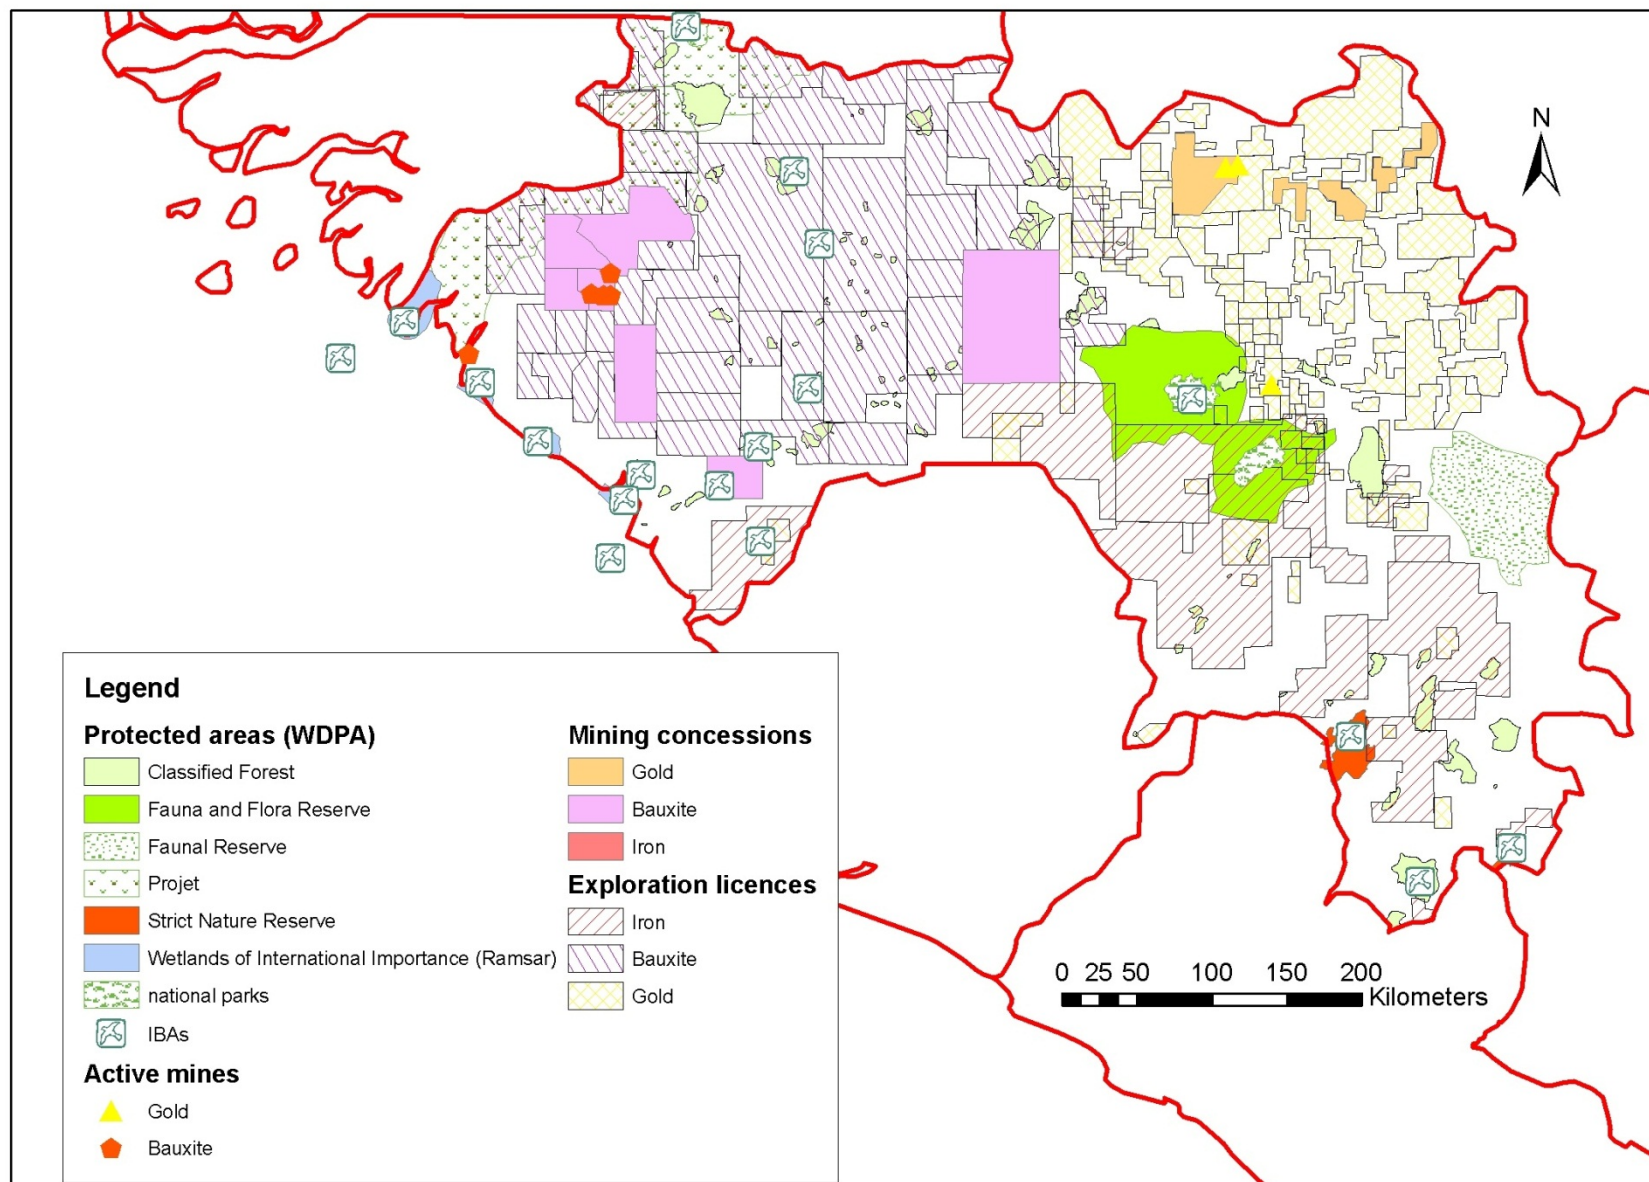 N
Legend
Protected areas (WDPA)
Classified Forest
Fauna and Flora Reserve
Faunal Reserve
Projet
Strict Nature Reserve
Wetlands of International Importance (Ramsar)
national parks
IBAs
Active mines
Gold
Bauxite
Mining concessions
Gold
Bauxite
Iron
Exploration licences
Iron
Bauxite
Gold
0 25 50 100 150 200
Kilometers